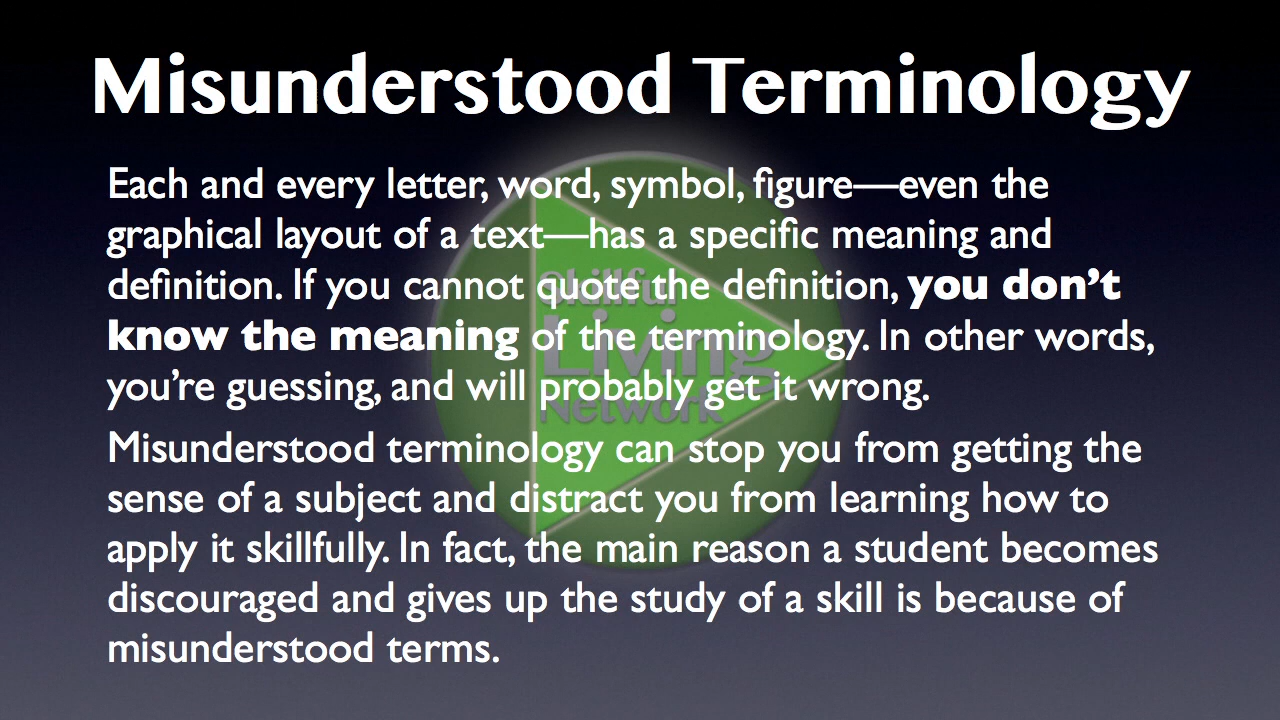 Misunderstood Terminology
Each and every letter, word, symbol, figure—even the
graphical layout of a text—has a specific meaning and
definition. If you cannot quote the definition, you don’t
know the meaning of the terminology. In other words,
you’re guessing, and will probably get it wrong.
Misunderstood terminology can stop you from getting the
sense of a subject and distract you from learning how to
apply it skillfully. In fact, the main reason a student becomes
discouraged and gives up the study of a skill is because of
misunderstood terms.
Skillful
Living
Network